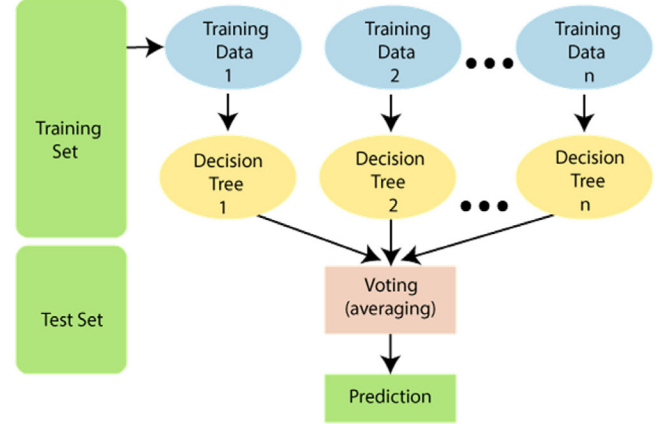 Training
Set
Test Set
Training
Data
1
Training
Data
2
Training
Data
n
Decision
Tree
1
Decision
Tree
2
Decision
Tree
n
Voting
(averaging)
Prediction